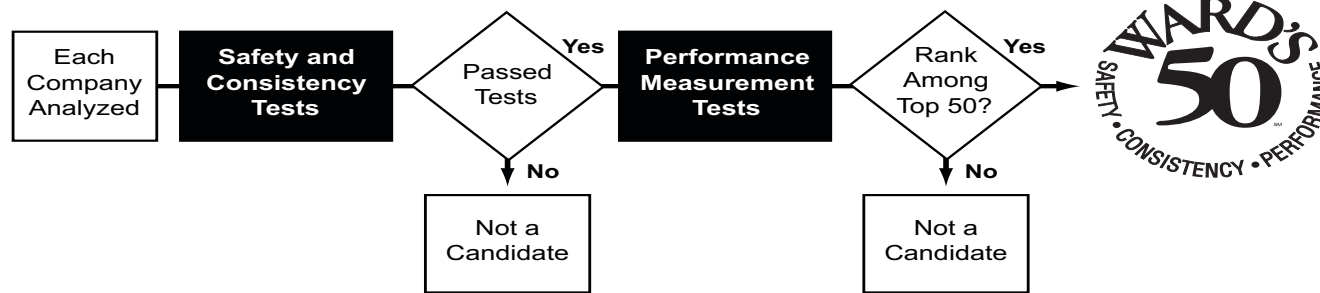 Each
Company
Analyzed
Safety and
Consistency
Tests
Passed
Tests
Yes
No
Not a
Candidate
Performance
Measurement
Tests
Rank
Among
Top 50?
Yes
No
Not a
Candidate
WARD'S
50
SAFETY • CONSISTENCY • PERFORMANCE